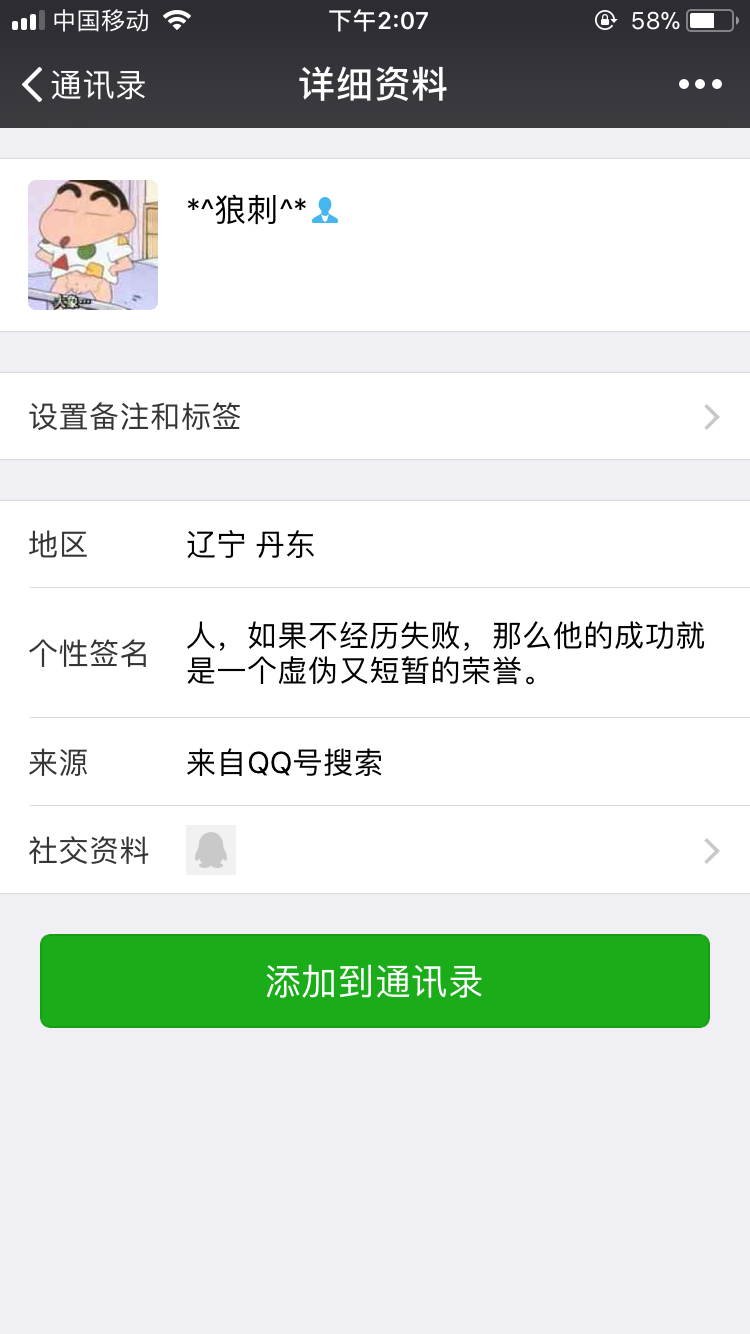 中国移动 下午2:07 58%
通讯录 详细资料
*^狼刺^*
大象…
设置备注和标签
地区 辽宁 丹东
个性签名 人，如果不经历失败，那么他的成功就
是一个虚伪又短暂的荣誉。
来源 来自QQ号搜索
社交资料
添加到通讯录